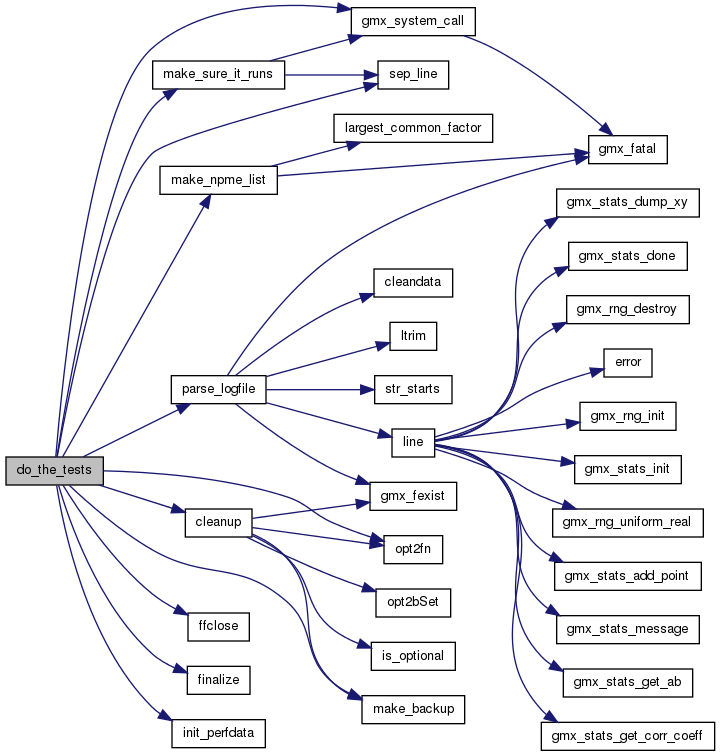 gmx_system_call
make_sure_it_runs
sep_line
largest_common_factor
gmx_fatal
make_npme_list
gmx_stats_dump_xy
gmx_stats_done
cleandata
gmx_rng_destroy
ltrim
error
parse_logfile
str_starts
gmx_rng_init
line
do_the_tests
gmx_stats_init
gmx_fexist
cleanup
gmx_rng_uniform_real
opt2fn
gmx_stats_add_point
opt2bSet
ffclose
gmx_stats_message
is_optional
finalize
gmx_stats_get_ab
make_backup
init_perfdata
gmx_stats_get_corr_coeff